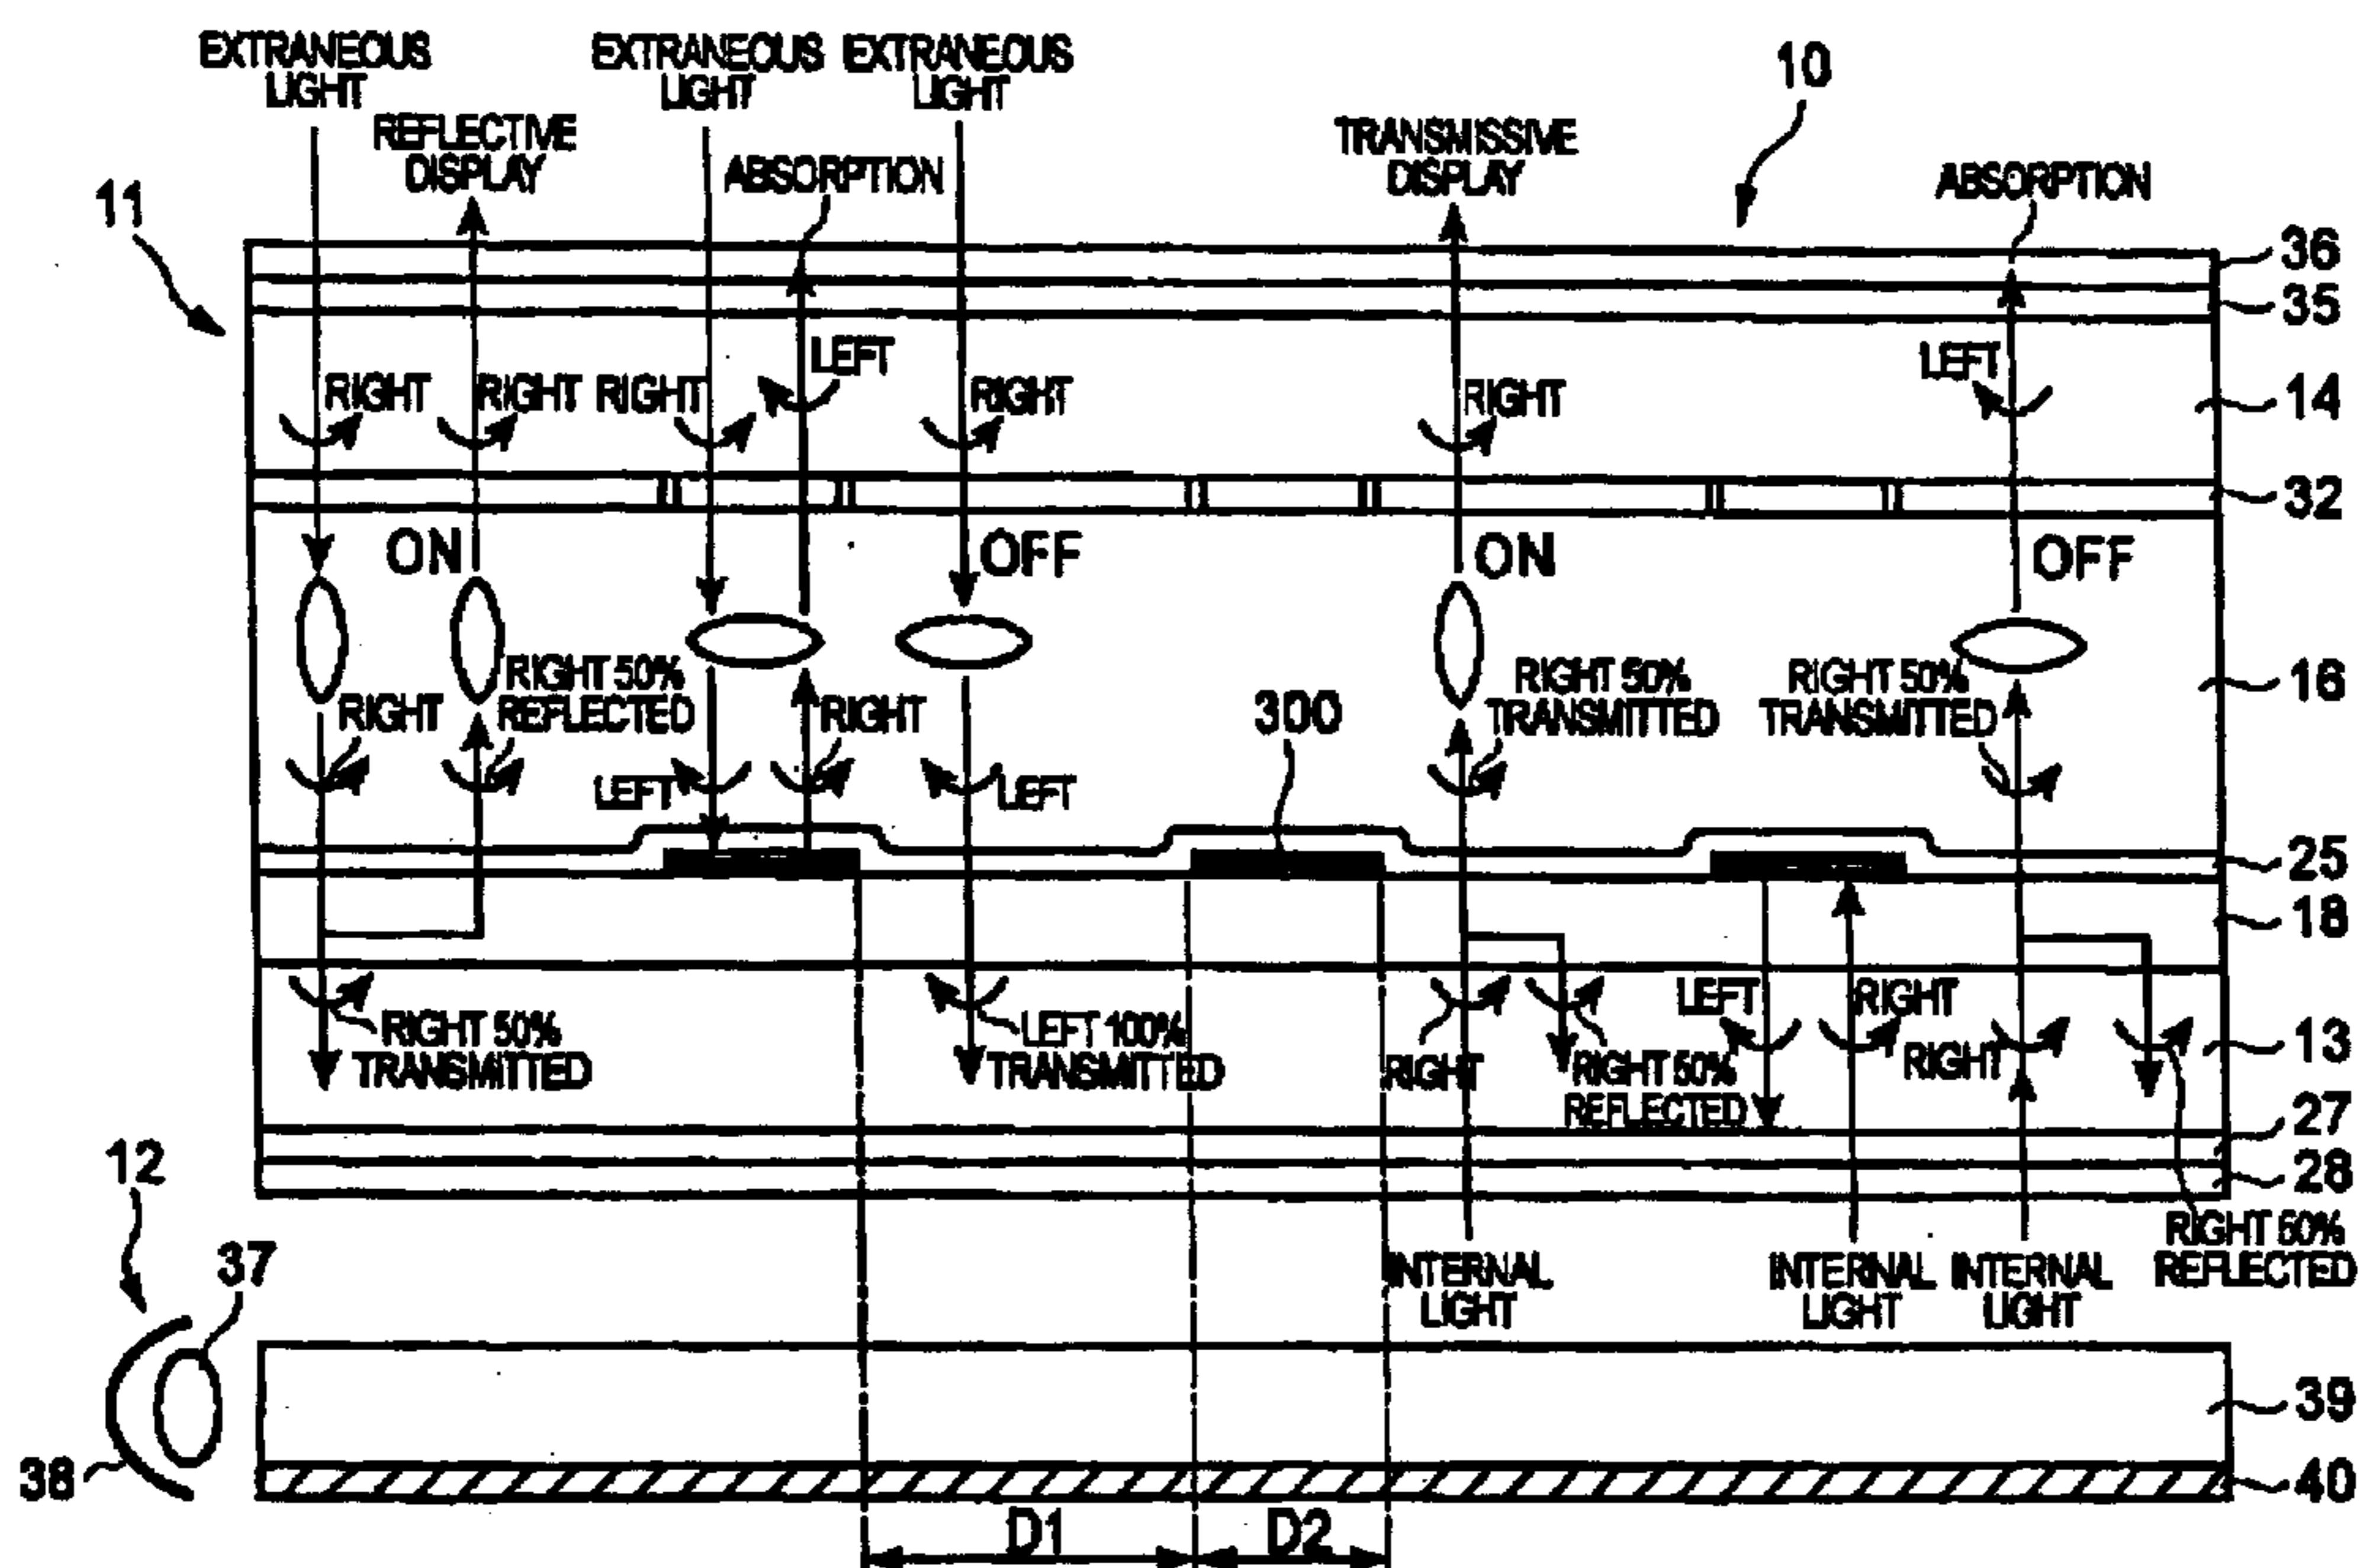 EXTRANEOUS
LIGHT
EXTRANEOUS
LIGHT
EXTRANEOUS
LIGHT
10
REFLECTIVE
DISPLAY
ABSORPTION
TRANSMISSIVE
DISPLAY
ABSORPTION
11
36
35
LEFT
LEFT
RIGHT
RIGHT
RIGHT
RIGHT
RIGHT
14
32
ON
OFF
ON
OFF
RIGHT 50%
REFLECTED
RIGHT 50%
TRANSMITTED
RIGHT 50%
TRANSMITTED
16
RIGHT
RIGHT
300
LEFT
LEFT
25
18
RIGHT 50%
TRANSMITTED
LEFT 100%
TRANSMITTED
LEFT
RIGHT
RIGHT
RIGHT 50%
REFLECTED
RIGHT
13
27
12
28
RIGHT 50%
REFLECTED
37
INTERNAL
LIGHT
INTERNAL
LIGHT
INTERNAL
LIGHT
39
38
40
D1
D2